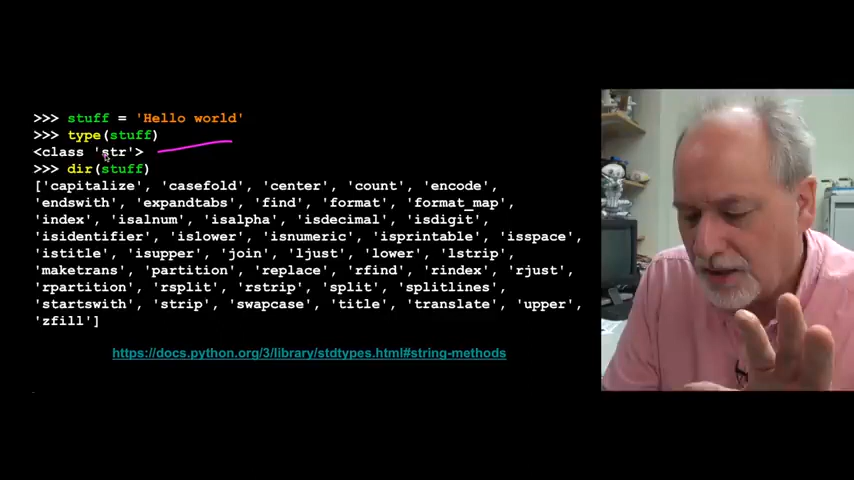 >>> stuff = 'Hello world'
>>> type(stuff)
<class 'str'>
>>> dir(stuff)
['capitalize', 'casefold', 'center', 'count', 'encode',
'endswith', 'expandtabs', 'find', 'format', 'format_map',
'index', 'isalnum', 'isalpha', 'isdecimal', 'isdigit',
'isidentifier', 'islower', 'isnumeric', 'isprintable', 'isspace',
'istitle', 'isupper', 'join', 'ljust', 'lower', 'lstrip',
'maketrans', 'partition', 'replace', 'rfind', 'rindex', 'rjust',
'rpartition', 'rsplit', 'rstrip', 'split', 'splitlines',
'startswith', 'strip', 'swapcase', 'title', 'translate', 'upper',
'zfill']
https://docs.python.org/3/library/stdtypes.html#string-methods